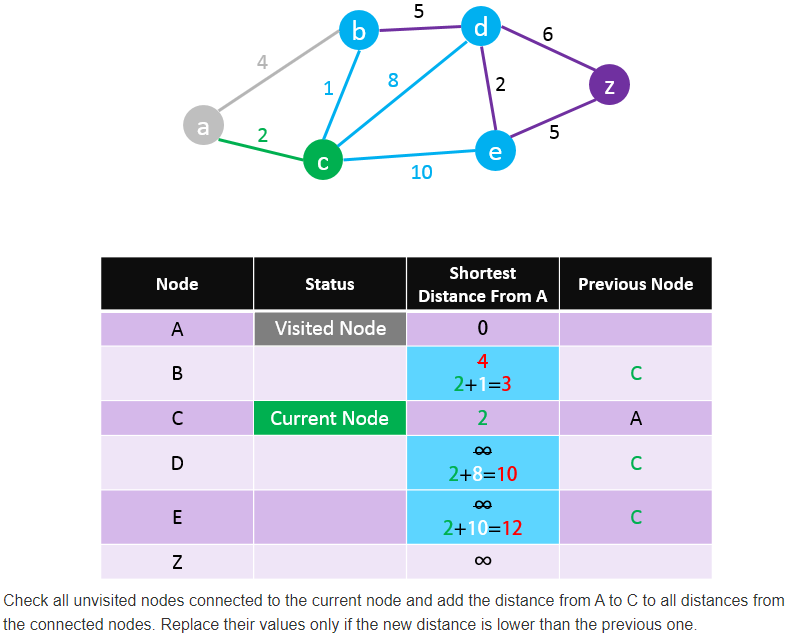 5
b
d
6
4
1
8
2
z
a
2
5
c
e
10
Node Status Shortest Distance From A Previous Node
A Visited Node 0
B 4 C
2+1=3
C Current Node 2 A
D ∞ C
2+8=10
E ∞ C
2+10=12
Z ∞
Check all unvisited nodes connected to the current node and add the distance from A to C to all distances from
the connected nodes. Replace their values only if the new distance is lower than the previous one.